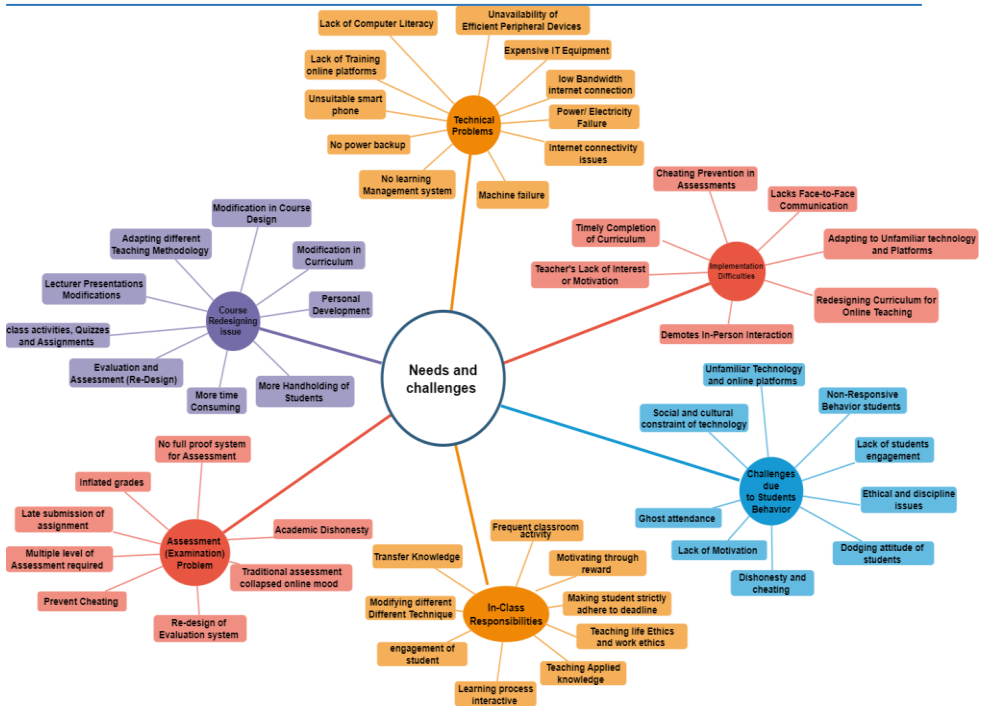 Lack of Computer Literacy
Unavailability of
Efficient Peripheral Devices
Expensive IT Equipment
Lack of Training
online platforms
low Bandwidth
internet connection
Unsuitable smart
phone
Power/ Electricity
Failure
Technical
Problems
No power backup
Internet connectivity
issues
No learning
Management system
Machine failure
Cheating Prevention in
Assessments
Lacks Face-to-Face
Communication
Timely Completion
of Curriculum
Adapting to Unfamiliar technology
and Platforms
Teacher's Lack of Interest
or Motivation
Implementation
Difficulties
Redesigning Curriculum for
Online Teaching
Demotes In-Person Interaction
Modification in Course
Design
Adapting different
Teaching Methodology
Modification in
Curriculum
Lecturer Presentations
Modifications
Personal
Development
Course
Redesigning
issue
class activities, Quizzes
and Assignments
Evaluation and
Assessment (Re-Design)
More time
Consuming
More Handholding of
Students
Needs and
challenges
Unfamiliar Technology
and online platforms
Non-Responsive
Behavior students
Social and cultural
constraint of technology
Lack of students
engagement
Challenges
due
to Students
Behavior
Ethical and discipline
issues
Ghost attendance
Lack of Motivation
Dodging attitude of
students
Dishonesty and
cheating
No full proof system
for Assessment
Inflated grades
Late submission of
assignment
Academic Dishonesty
Assessment
(Examination)
Problem
Multiple level of
Assessment required
Traditional assessment
collapsed online mood
Prevent Cheating
Re-design of
Evaluation system
Frequent classroom
activity
Transfer Knowledge
Motivating through
reward
Modifying different
Different Technique
In-Class
Responsibilities
Making student strictly
adhere to deadline
Teaching life Ethics
and work ethics
engagement of
student
Teaching Applied
knowledge
Learning process
interactive